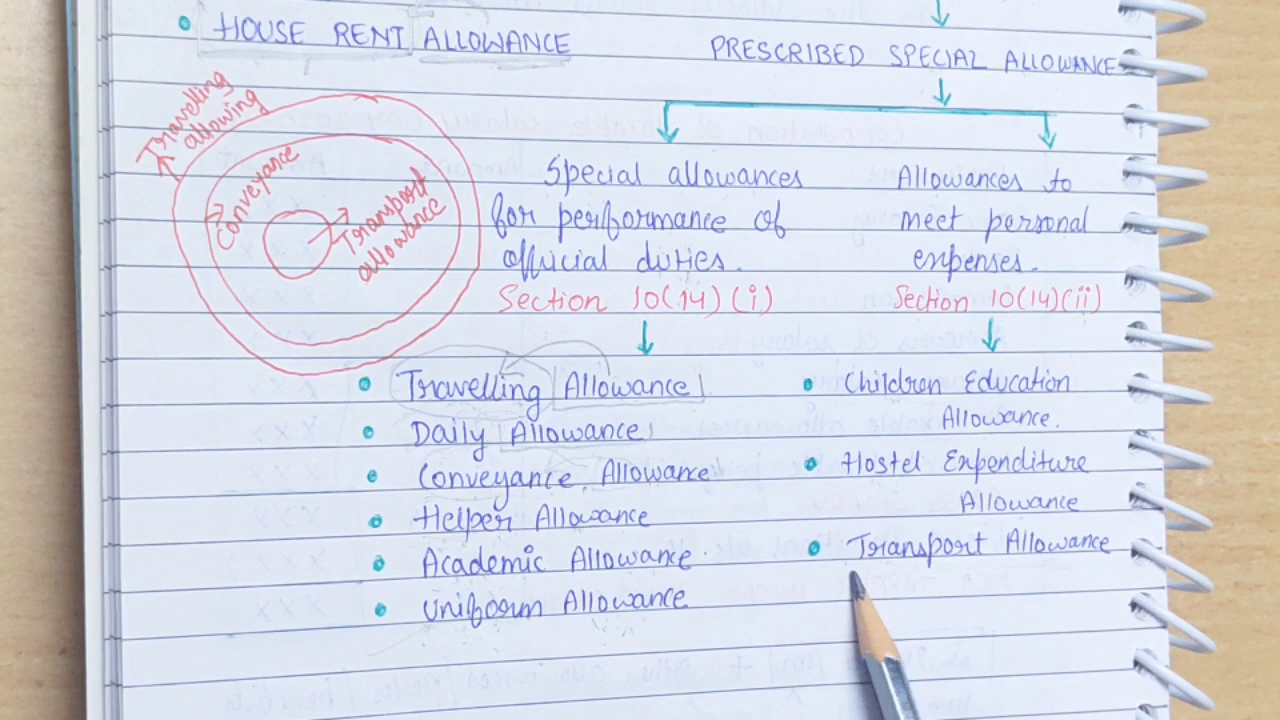 HOUSE RENT ALLOWANCE
PRESCRIBED SPECIAL ALLOWANCE
Travelling
allowing
Conveyance
Transport
allowance
Special allowances
for performance of
official duties.
Section 10(14)(i)
Allowances to
meet personal
expenses.
Section 10(14)(ii)
Travelling Allowance
Daily Allowance
Conveyance Allowance
Helper Allowance
Academic Allowance
Uniform Allowance
Children Education
Allowance.
Hostel Expenditure
Allowance
Transport Allowance